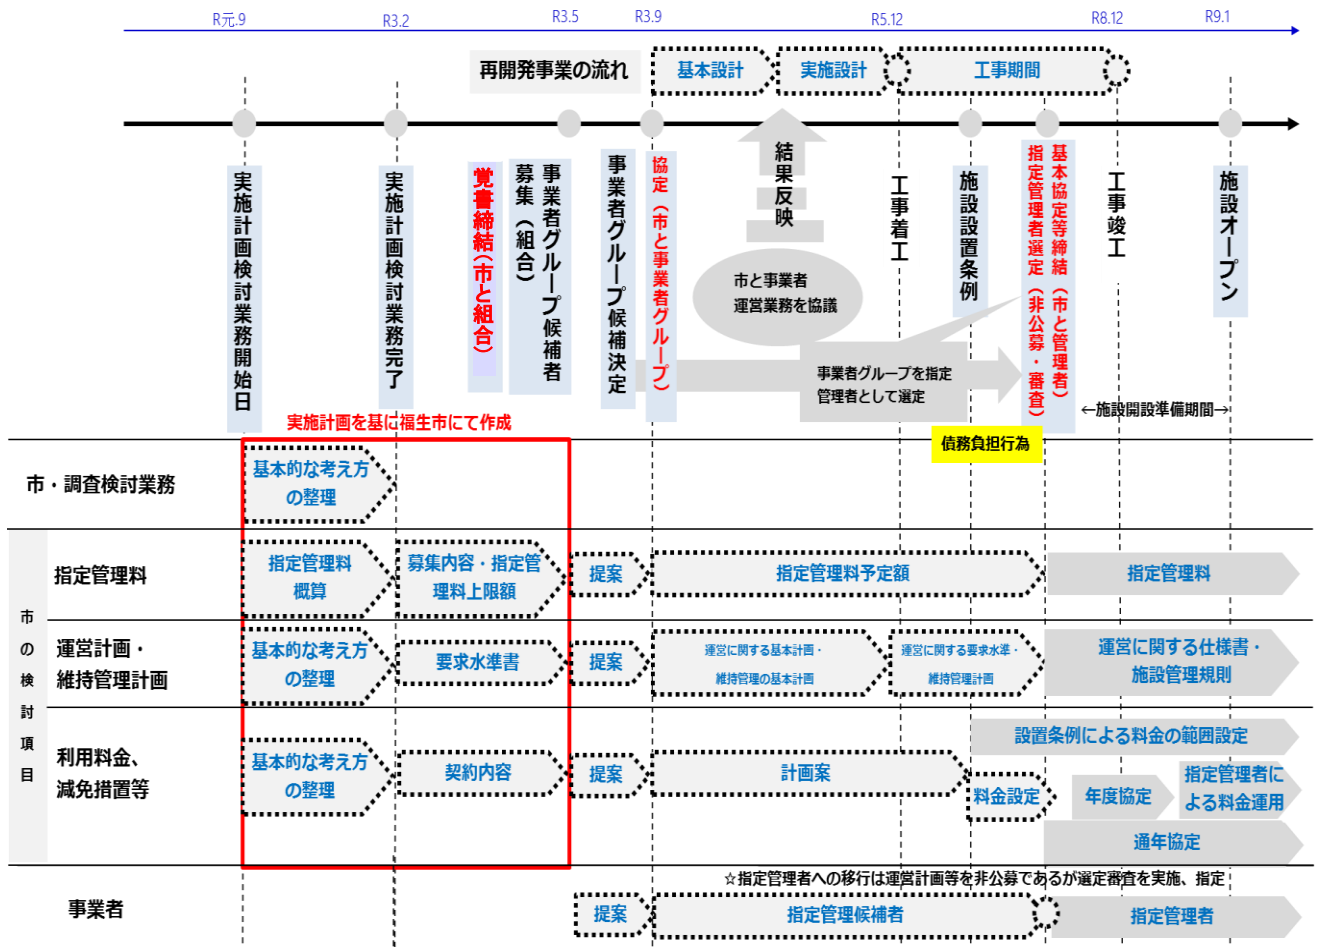 R元.9
R3.2
R3.5
R3.9
R5.12
R8.12
R9.1
再開発事業の流れ
基本設計
実施設計
工事期間
実施計画検討業務開始日
実施計画検討業務完了
覚書締結(市と組合)
事業者グループ候補者
募集（組合）
事業者グループ候補決定
協定（市と事業者グループ）
結果反映
市と事業者
運営業務を協議
工事着工
施設設置条例
基本協定等締結（市と管理者）
指定管理者選定（非公募・審査）
工事竣工
施設オープン
事業者グループを指定
管理者として選定
←施設開設準備期間→
実施計画を基に福生市にて作成
債務負担行為
市・調査検討業務
基本的な考え方
の整理
市の検討項目
指定管理料
指定管理料
概算
募集内容・指定管
理料上限額
提案
指定管理料予定額
指定管理料
運営計画・
維持管理計画
基本的な考え方
の整理
要求水準書
提案
運営に関する基本計画・
維持管理の基本計画
運営に関する要求水準・
維持管理計画
運営に関する仕様書・
施設管理規則
利用料金、
減免措置等
基本的な考え方
の整理
契約内容
提案
計画案
設置条例による料金の範囲設定
料金設定
年度協定
指定管理者に
よる料金運用
通年協定
☆指定管理者への移行は運営計画等を非公募であるが選定審査を実施、指定
事業者
提案
指定管理候補者
指定管理者